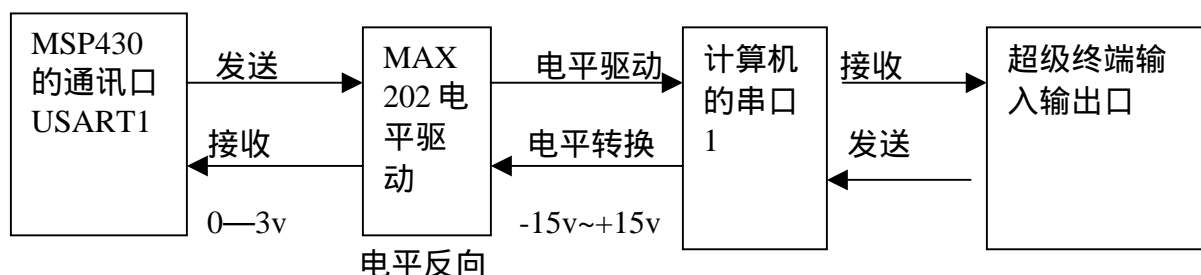 MSP430
的通讯口
USART1
发送
接收
0—3v
MAX
202 电
平驱
动
电平反向
电平驱动
电平转换
-15v~+15v
计算机
的串口
1
接收
发送
超级终端输
入输出口